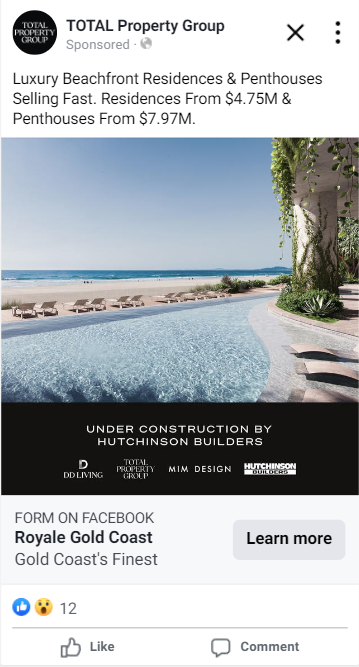 TOTAL
PROPERTY
GROUP
TOTAL Property Group
Sponsored ·
Luxury Beachfront Residences & Penthouses
Selling Fast. Residences From $4.75M &
Penthouses From $7.97M.
UNDER CONSTRUCTION BY
HUTCHINSON BUILDERS
D
DD LIVING
TOTAL
PROPERTY
GROUP
MIM DESIGN
HUTCHINSON
BUILDERS
FORM ON FACEBOOK
Royale Gold Coast
Gold Coast's Finest
Learn more
12
Like
Comment